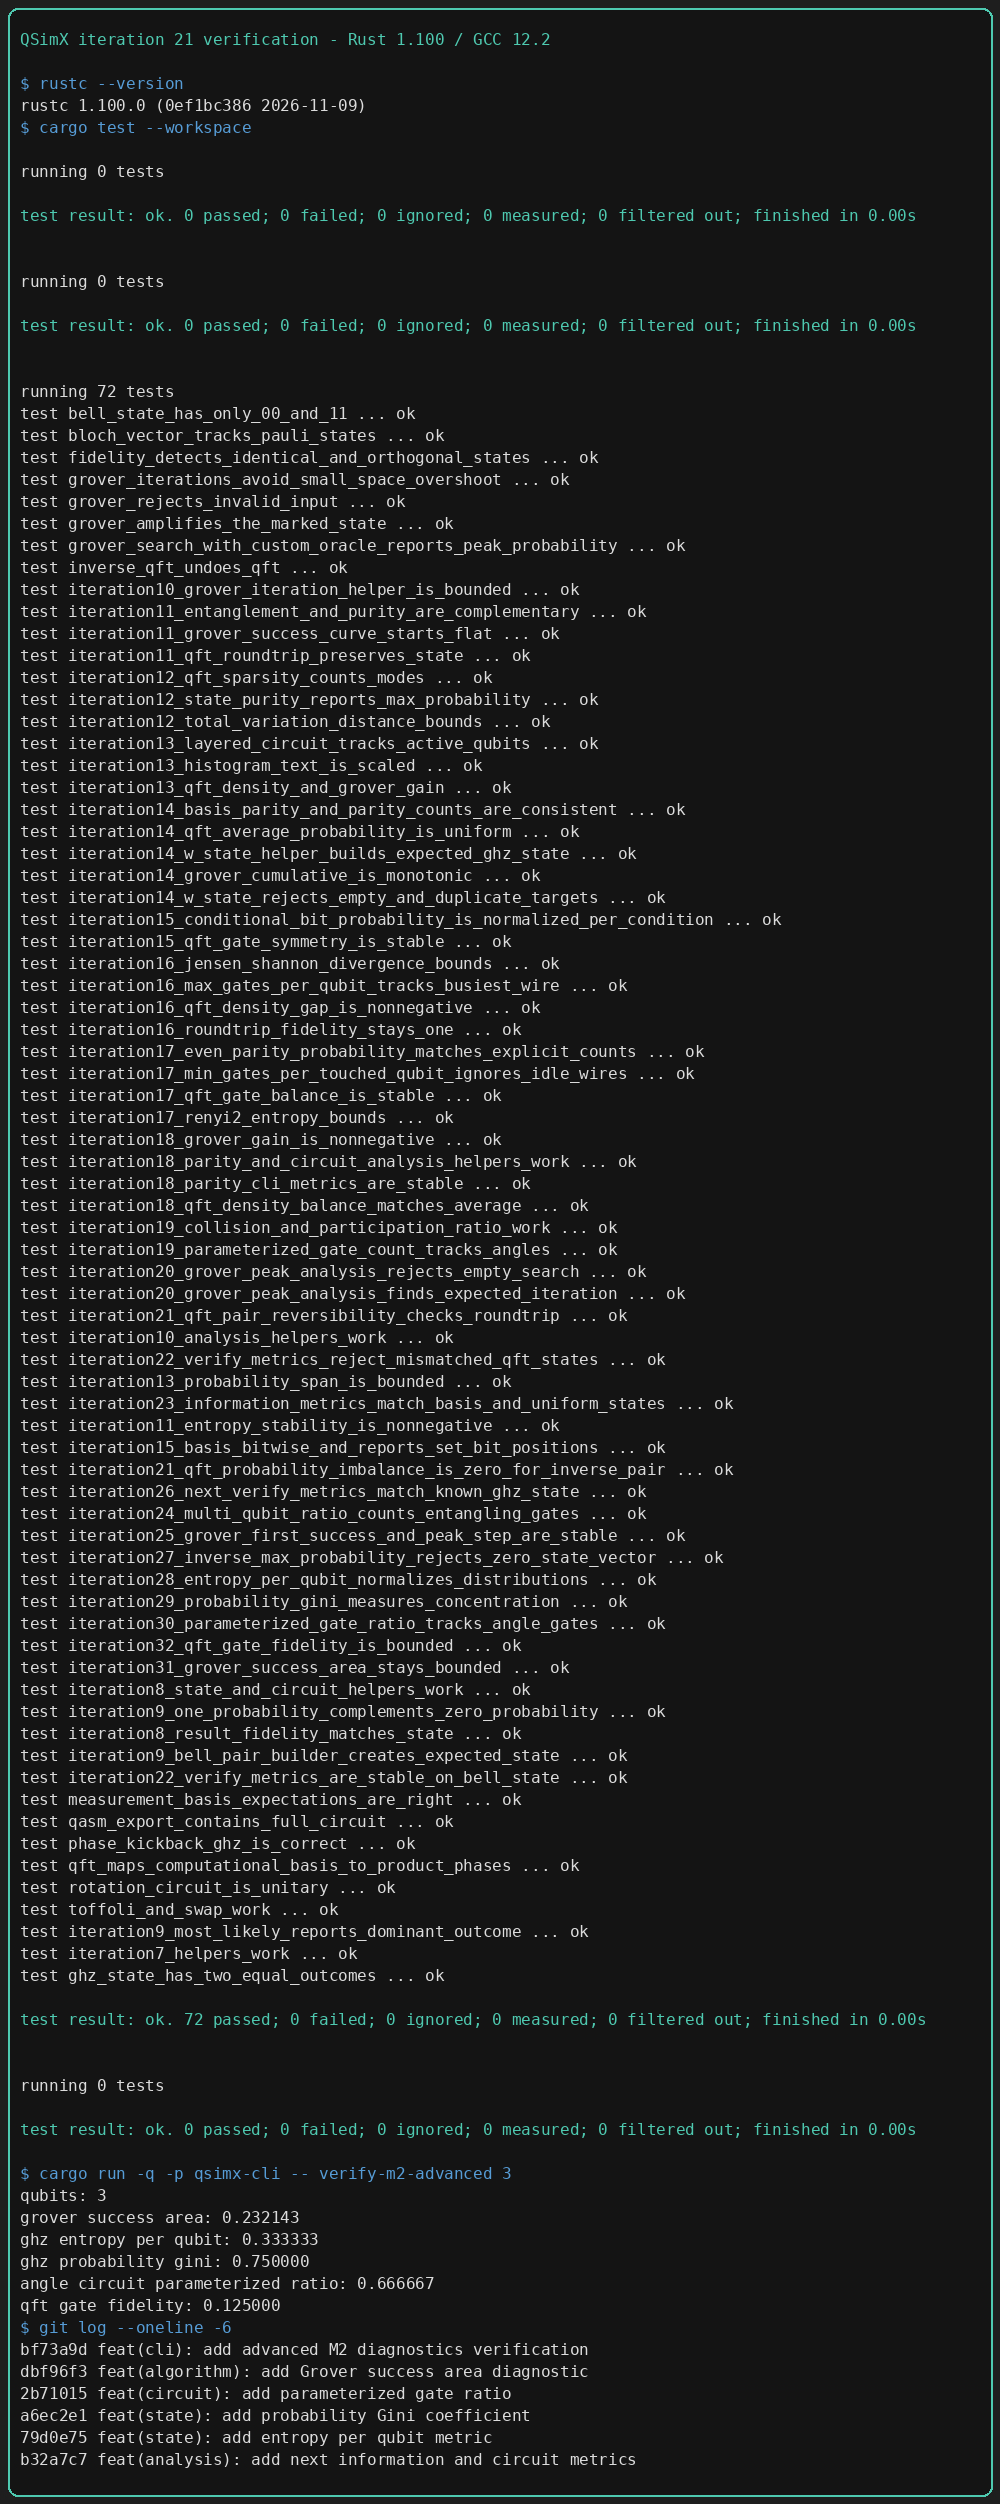 QSimX iteration 21 verification - Rust 1.100 / GCC 12.2
$ rustc --version
rustc 1.100.0 (0ef1bc386 2026-11-09)
$ cargo test --workspace
running 0 tests
test result: ok. 0 passed; 0 failed; 0 ignored; 0 measured; 0 filtered out; finished in 0.00s
running 0 tests
test result: ok. 0 passed; 0 failed; 0 ignored; 0 measured; 0 filtered out; finished in 0.00s
running 72 tests
test bell_state_has_only_00_and_11 ... ok
test bloch_vector_tracks_pauli_states ... ok
test fidelity_detects_identical_and_orthogonal_states ... ok
test grover_iterations_avoid_small_space_overshoot ... ok
test grover_rejects_invalid_input ... ok
test grover_amplifies_the_marked_state ... ok
test grover_search_with_custom_oracle_reports_peak_probability ... ok
test inverse_qft_undoes_qft ... ok
test iteration10_grover_iteration_helper_is_bounded ... ok
test iteration11_entanglement_and_purity_are_complementary ... ok
test iteration11_grover_success_curve_starts_flat ... ok
test iteration11_qft_roundtrip_preserves_state ... ok
test iteration12_qft_sparsity_counts_modes ... ok
test iteration12_state_purity_reports_max_probability ... ok
test iteration12_total_variation_distance_bounds ... ok
test iteration13_layered_circuit_tracks_active_qubits ... ok
test iteration13_histogram_text_is_scaled ... ok
test iteration13_qft_density_and_grover_gain ... ok
test iteration14_basis_parity_and_parity_counts_are_consistent ... ok
test iteration14_qft_average_probability_is_uniform ... ok
test iteration14_w_state_helper_builds_expected_ghz_state ... ok
test iteration14_grover_cumulative_is_monotonic ... ok
test iteration14_w_state_rejects_empty_and_duplicate_targets ... ok
test iteration15_conditional_bit_probability_is_normalized_per_condition ... ok
test iteration15_qft_gate_symmetry_is_stable ... ok
test iteration16_jensen_shannon_divergence_bounds ... ok
test iteration16_max_gates_per_qubit_tracks_busiest_wire ... ok
test iteration16_qft_density_gap_is_nonnegative ... ok
test iteration16_roundtrip_fidelity_stays_one ... ok
test iteration17_even_parity_probability_matches_explicit_counts ... ok
test iteration17_min_gates_per_touched_qubit_ignores_idle_wires ... ok
test iteration17_qft_gate_balance_is_stable ... ok
test iteration17_renyi2_entropy_bounds ... ok
test iteration18_grover_gain_is_nonnegative ... ok
test iteration18_parity_and_circuit_analysis_helpers_work ... ok
test iteration18_parity_cli_metrics_are_stable ... ok
test iteration18_qft_density_balance_matches_average ... ok
test iteration19_collision_and_participation_ratio_work ... ok
test iteration19_parameterized_gate_count_tracks_angles ... ok
test iteration20_grover_peak_analysis_rejects_empty_search ... ok
test iteration20_grover_peak_analysis_finds_expected_iteration ... ok
test iteration21_qft_pair_reversibility_checks_roundtrip ... ok
test iteration10_analysis_helpers_work ... ok
test iteration22_verify_metrics_reject_mismatched_qft_states ... ok
test iteration13_probability_span_is_bounded ... ok
test iteration23_information_metrics_match_basis_and_uniform_states ... ok
test iteration11_entropy_stability_is_nonnegative ... ok
test iteration15_basis_bitwise_and_reports_set_bit_positions ... ok
test iteration21_qft_probability_imbalance_is_zero_for_inverse_pair ... ok
test iteration26_next_verify_metrics_match_known_ghz_state ... ok
test iteration24_multi_qubit_ratio_counts_entangling_gates ... ok
test iteration25_grover_first_success_and_peak_step_are_stable ... ok
test iteration27_inverse_max_probability_rejects_zero_state_vector ... ok
test iteration28_entropy_per_qubit_normalizes_distributions ... ok
test iteration29_probability_gini_measures_concentration ... ok
test iteration30_parameterized_gate_ratio_tracks_angle_gates ... ok
test iteration32_qft_gate_fidelity_is_bounded ... ok
test iteration31_grover_success_area_stays_bounded ... ok
test iteration8_state_and_circuit_helpers_work ... ok
test iteration9_one_probability_complements_zero_probability ... ok
test iteration8_result_fidelity_matches_state ... ok
test iteration9_bell_pair_builder_creates_expected_state ... ok
test iteration22_verify_metrics_are_stable_on_bell_state ... ok
test measurement_basis_expectations_are_right ... ok
test qasm_export_contains_full_circuit ... ok
test phase_kickback_ghz_is_correct ... ok
test qft_maps_computational_basis_to_product_phases ... ok
test rotation_circuit_is_unitary ... ok
test toffoli_and_swap_work ... ok
test iteration9_most_likely_reports_dominant_outcome ... ok
test iteration7_helpers_work ... ok
test ghz_state_has_two_equal_outcomes ... ok
test result: ok. 72 passed; 0 failed; 0 ignored; 0 measured; 0 filtered out; finished in 0.00s
running 0 tests
test result: ok. 0 passed; 0 failed; 0 ignored; 0 measured; 0 filtered out; finished in 0.00s
$ cargo run -q -p qsimx-cli -- verify-m2-advanced 3
qubits: 3
grover success area: 0.232143
ghz entropy per qubit: 0.333333
ghz probability gini: 0.750000
angle circuit parameterized ratio: 0.666667
qft gate fidelity: 0.125000
$ git log --oneline -6
bf73a9d feat(cli): add advanced M2 diagnostics verification
dbf96f3 feat(algorithm): add Grover success area diagnostic
2b71015 feat(circuit): add parameterized gate ratio
a6ec2e1 feat(state): add probability Gini coefficient
79d0e75 feat(state): add entropy per qubit metric
b32a7c7 feat(analysis): add next information and circuit metrics